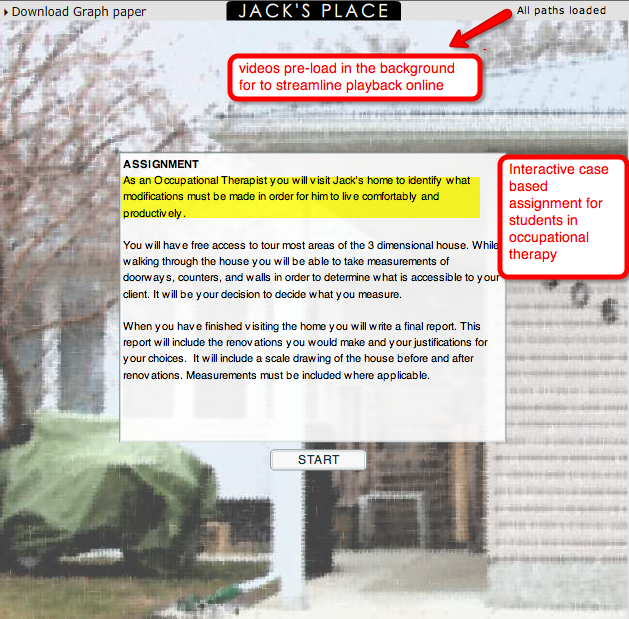 Download Graph paper
JACK'S PLACE
All paths loaded
videos pre-load in the background
for to streamline playback online
ASSIGNMENT
As an Occupational Therapist you will visit Jack's home to identify what
modifications must be made in order for him to live comfortably and
productively.
You will have free access to tour most areas of the 3 dimensional house. While
walking through the house you will be able to take measurements of
doorways, counters, and walls in order to determine what is accessible to your
client. It will be your decision to decide what you measure.
When you have finished visiting the home you will write a final report. This
report will include the renovations you would make and your justifications for
your choices. It will include a scale drawing of the house before and after
renovations. Measurements must be included where applicable.
Interactive case
based
assignment for
students in
occupational
therapy
START